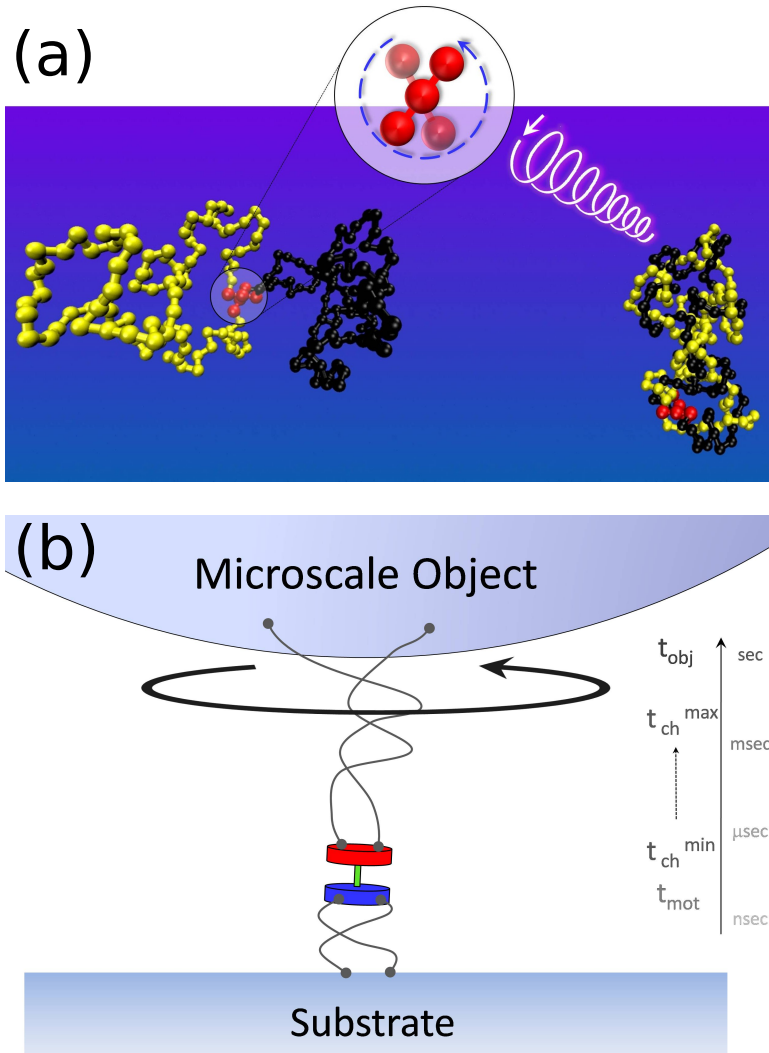 (a)
(b)
Microscale Object
t_obj
sec
t_ch^max
msec
μsec
t_ch^min
t_mot
nsec
Substrate